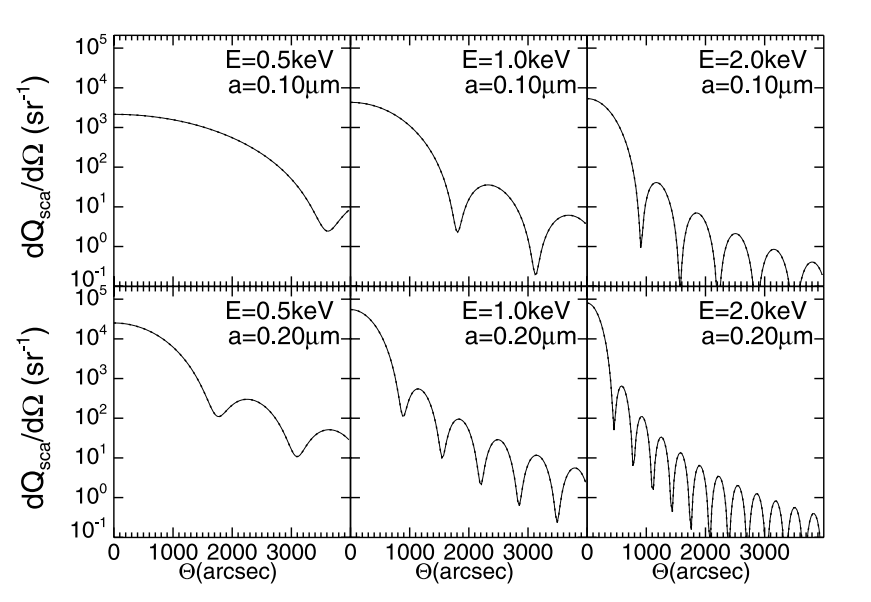 10⁵
10⁴
10³
10²
10¹
10⁰
10⁻¹
dQsca/dΩ (sr⁻¹)
E=0.5keV
a=0.10μm
E=1.0keV
a=0.10μm
E=2.0keV
a=0.10μm
10⁵
10⁴
10³
10²
10¹
10⁰
10⁻¹
dQsca/dΩ (sr⁻¹)
E=0.5keV
a=0.20μm
E=1.0keV
a=0.20μm
E=2.0keV
a=0.20μm
0 1000 2000 3000 0 1000 2000 3000 0 1000 2000 3000
Θ(arcsec) Θ(arcsec) Θ(arcsec)